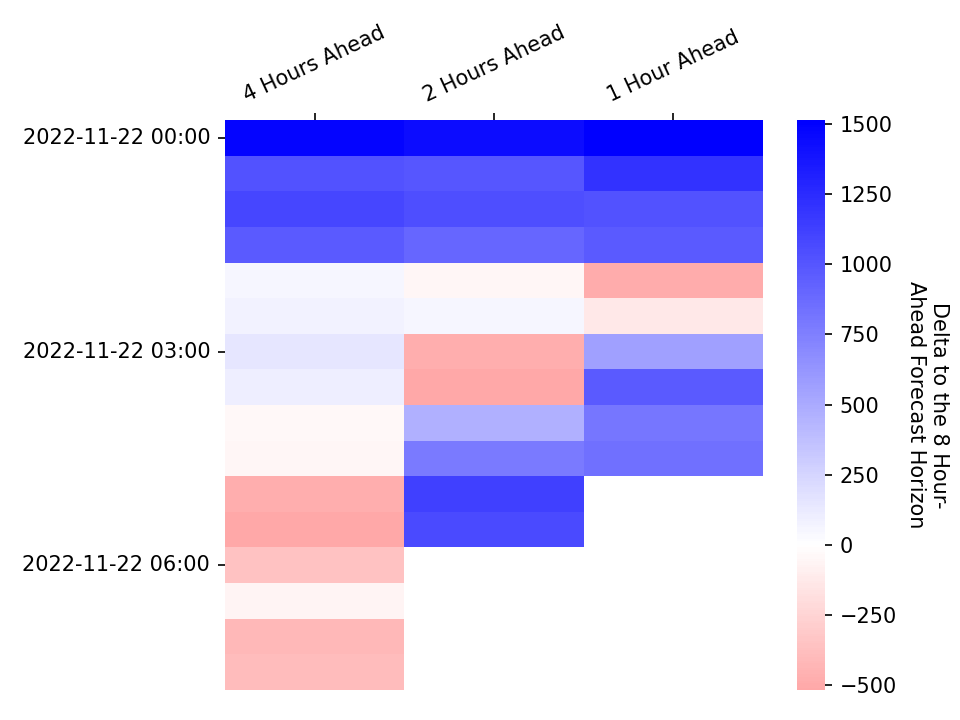 4 Hours Ahead
2 Hours Ahead
1 Hour Ahead
2022-11-22 00:00
2022-11-22 03:00
2022-11-22 06:00
1500
1250
1000
750
500
250
0
−250
−500
Delta to the 8 Hour-
Ahead Forecast Horizon